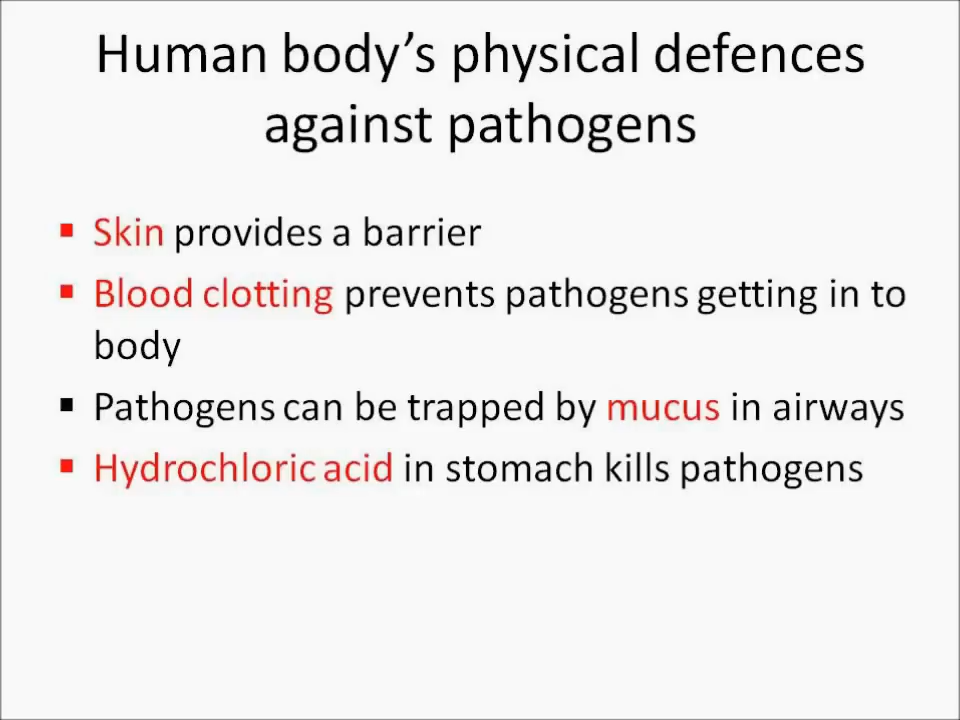 Human body’s physical defences
against pathogens
▪ Skin provides a barrier
▪ Blood clotting prevents pathogens getting in to
body
▪ Pathogens can be trapped by mucus in airways
▪ Hydrochloric acid in stomach kills pathogens